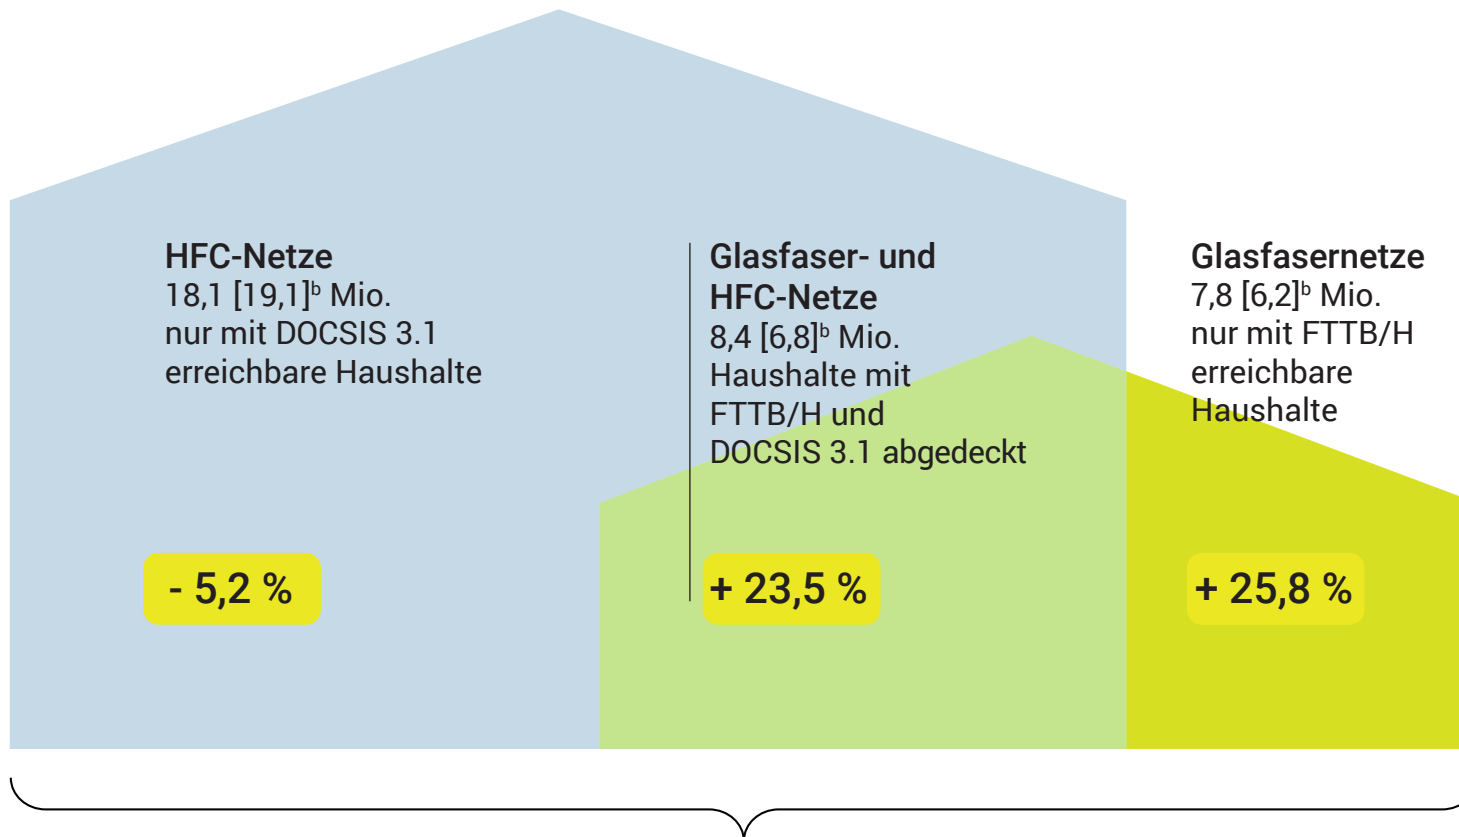 HFC-Netze
18,1 [19,1]ᵇ Mio.
nur mit DOCSIS 3.1
erreichbare Haushalte
- 5,2 %
Glasfaser- und
HFC-Netze
8,4 [6,8]ᵇ Mio.
Haushalte mit
FTTB/H und
DOCSIS 3.1 abgedeckt
+ 23,5 %
Glasfasernetze
7,8 [6,2]ᵇ Mio.
nur mit FTTB/H
erreichbare
Haushalte
+ 25,8 %